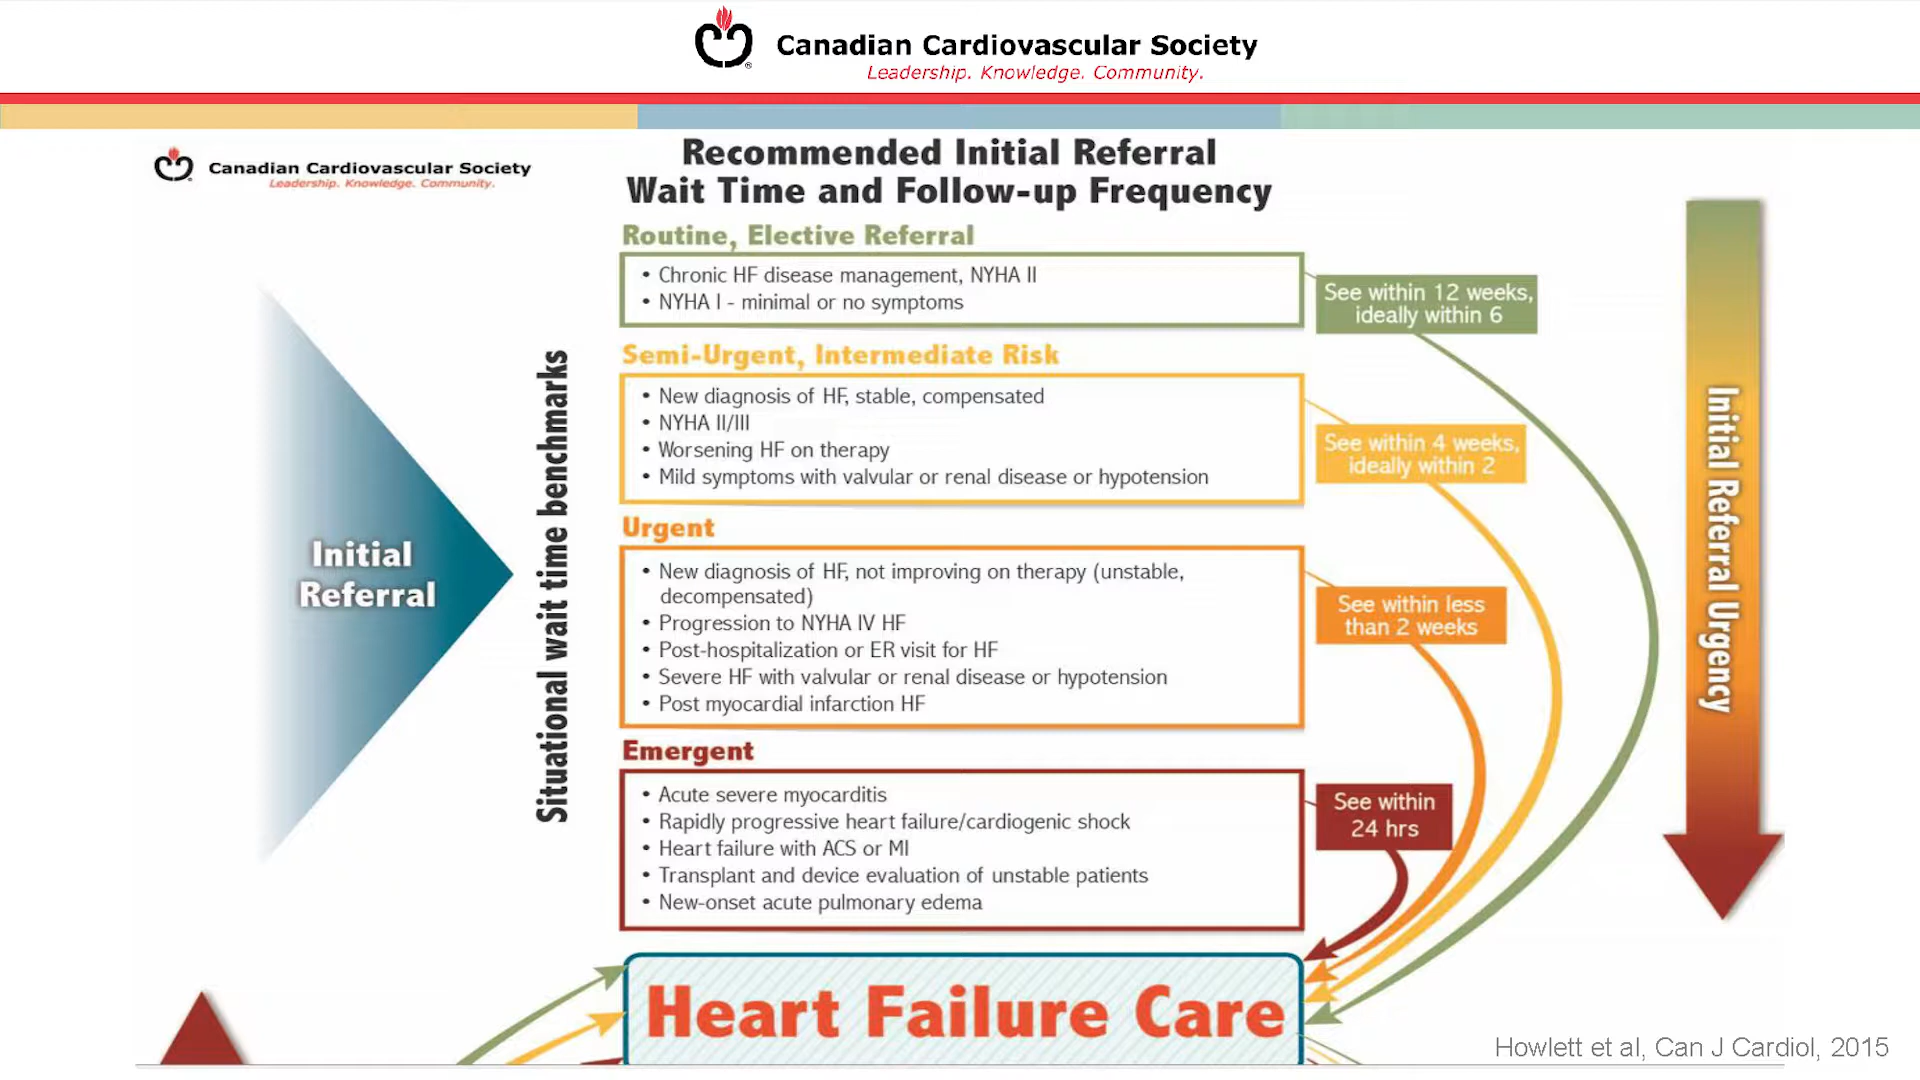 Canadian Cardiovascular Society
Leadership. Knowledge. Community.
Canadian Cardiovascular Society
Leadership. Knowledge. Community.
Recommended Initial Referral
Wait Time and Follow-up Frequency
Initial
Referral
Situational wait time benchmarks
Routine, Elective Referral
• Chronic HF disease management, NYHA II
• NYHA I - minimal or no symptoms
See within 12 weeks,
ideally within 6
Semi-Urgent, Intermediate Risk
• New diagnosis of HF, stable, compensated
• NYHA II/III
• Worsening HF on therapy
• Mild symptoms with valvular or renal disease or hypotension
See within 4 weeks,
ideally within 2
Urgent
• New diagnosis of HF, not improving on therapy (unstable,
decompensated)
• Progression to NYHA IV HF
• Post-hospitalization or ER visit for HF
• Severe HF with valvular or renal disease or hypotension
• Post myocardial infarction HF
See within less
than 2 weeks
Emergent
• Acute severe myocarditis
• Rapidly progressive heart failure/cardiogenic shock
• Heart failure with ACS or MI
• Transplant and device evaluation of unstable patients
• New-onset acute pulmonary edema
See within
24 hrs
Initial Referral Urgency
Heart Failure Care
Howlett et al, Can J Cardiol, 2015